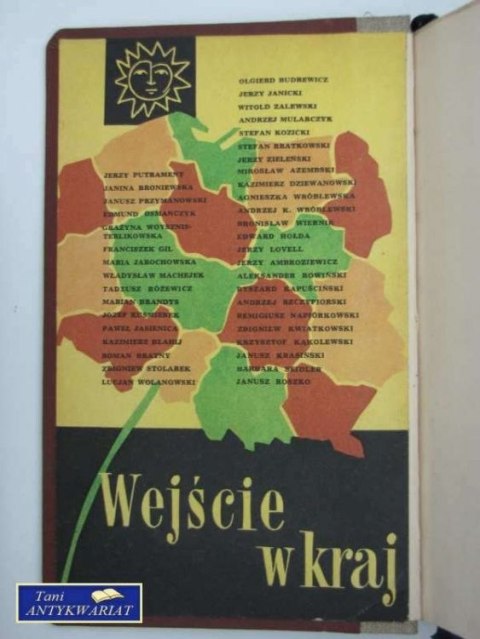 OLGIERD BUDREWICZ
JERZY JANICKI
WITOLD ZALEWSKI
ANDRZEJ MULARCZYK
STEFAN KOZICKI
STEFAN BRATKOWSKI
JERZY ZIELEŃSKI
MIROSŁAW AZEMBSKI
KAZIMIERZ DZIEWANOWSKI
AGNIESZKA WRÓBLEWSKA
ANDRZEJ K. WRÓBLEWSKI
BRONISŁAW WIERNIK
EDWARD HOŁDA
JERZY LOVELL
JERZY AMBROZIEWICZ
ALEKSANDER ROWIŃSKI
RYSZARD KAPUŚCIŃSKI
ANDRZEJ SZCZYPIORSKI
REMIGIUSZ NAPIÓRKOWSKI
ZBIGNIEW KWIATKOWSKI
KRZYSZTOF KĄKOLEWSKI
JANUSZ KRASIŃSKI
BARBARA SEIDLER
JANUSZ ROSZKO
JERZY PUTRAMENT
JANINA BRONIEWSKA
JANUSZ PRZYMANOWSKI
EDMUND OSMAŃCZYK
GRAŻYNA WOYSZNIS-
TERLIKOWSKA
FRANCISZEK GIL
MARIA JAROCHOWSKA
WŁADYSŁAW MACHEJEK
TADEUSZ RÓŻEWICZ
MARIAN BRANDYS
JÓZEF KUŚMIEREK
PAWEŁ JASIENICA
KAZIMIERZ BLAHIJ
ROMAN BRATNY
ZBIGNIEW STOLAREK
LUCJAN WOLANOWSKI
Wejście
w kraj
Tani
ANTYKWARIAT